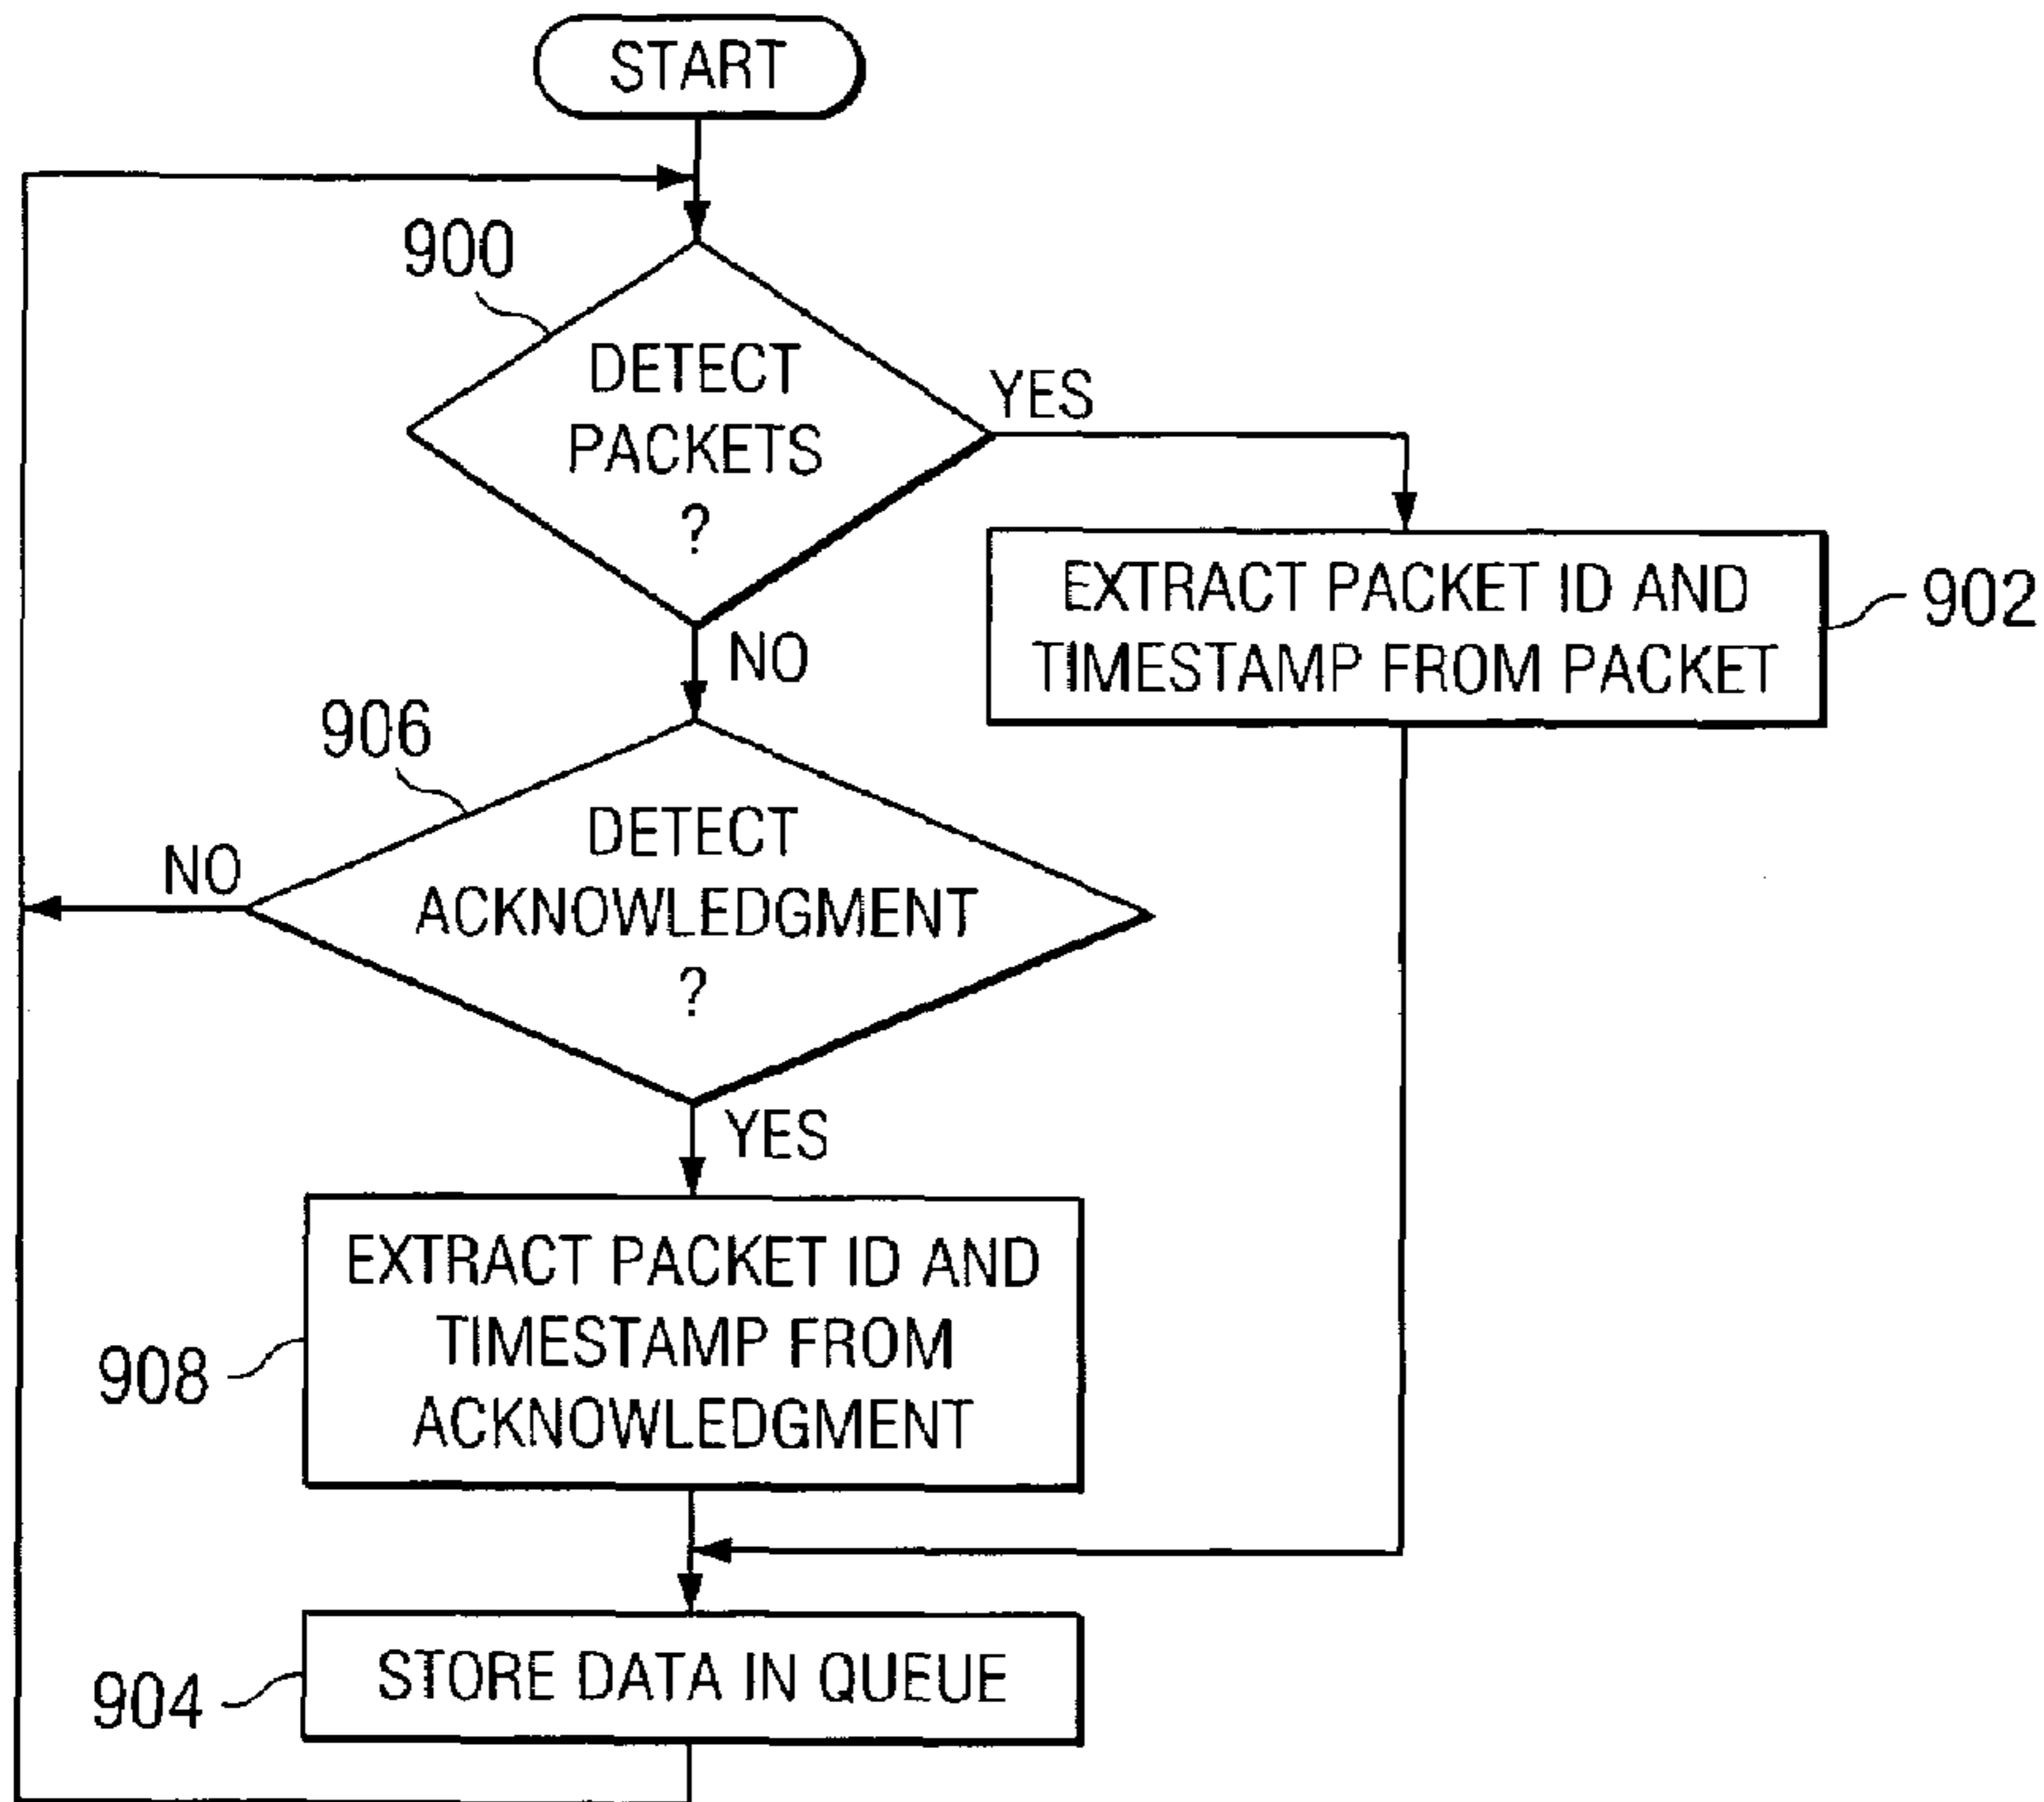 START
900
DETECT
PACKETS
?
YES
NO
EXTRACT PACKET ID AND
TIMESTAMP FROM PACKET
902
906
DETECT
ACKNOWLEDGMENT
?
NO
YES
EXTRACT PACKET ID AND
TIMESTAMP FROM
ACKNOWLEDGMENT
908
STORE DATA IN QUEUE
904